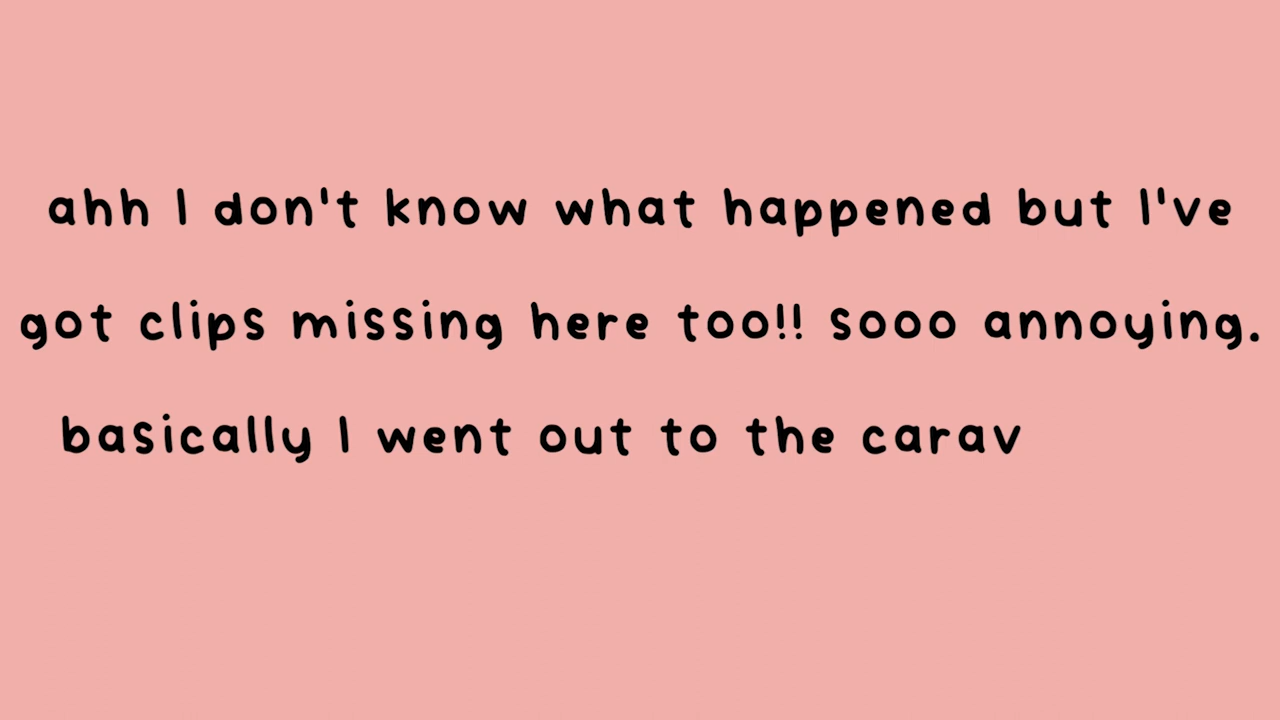 ahh I don't know what happened but I've
got clips missing here too!! sooo annoying.
basically I went out to the carav